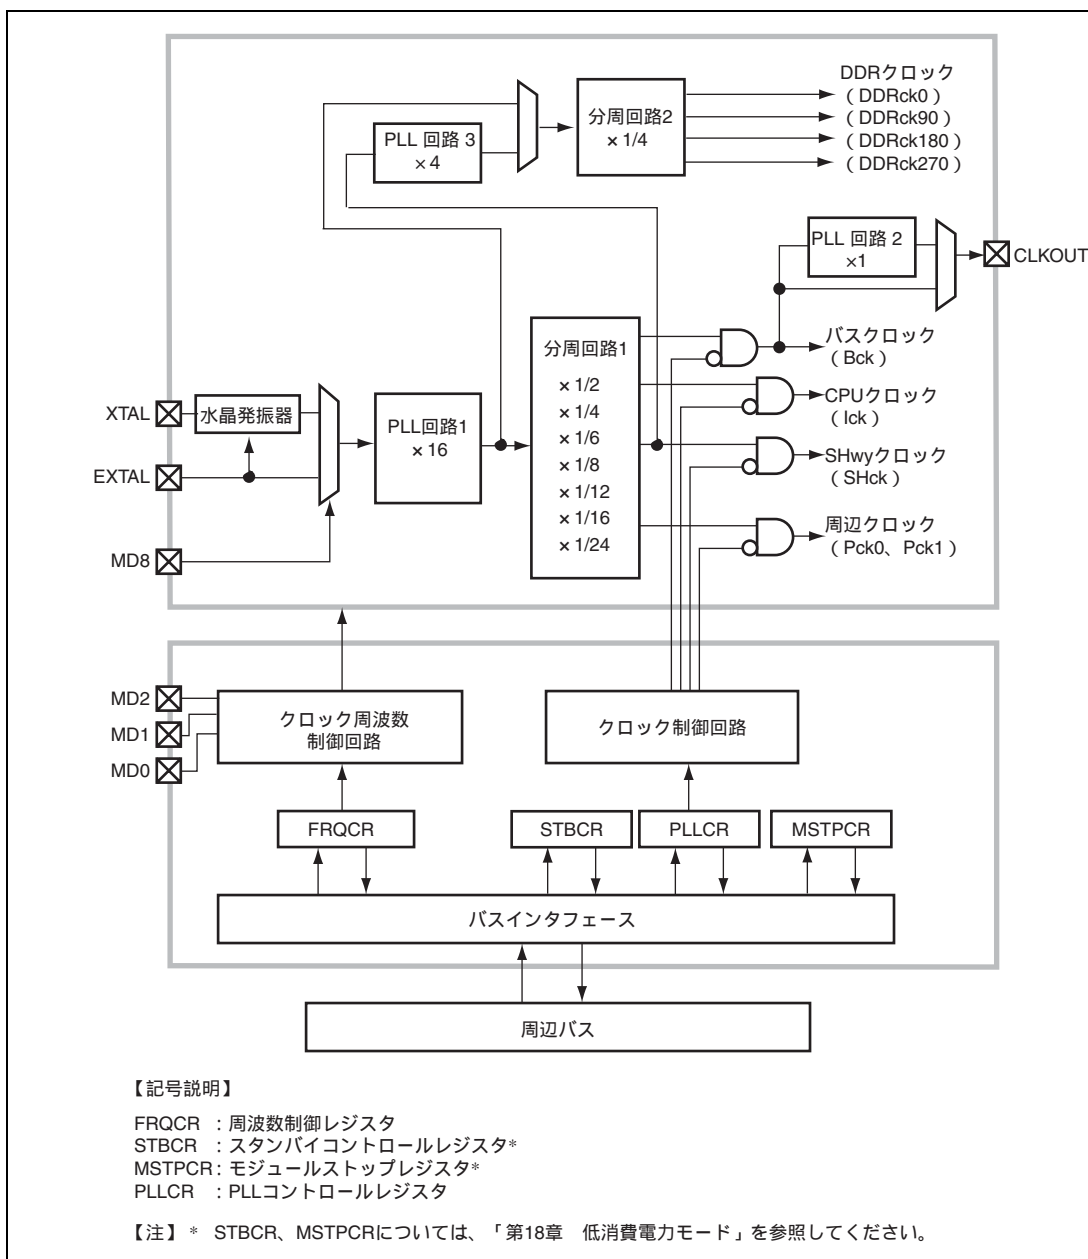 DDRクロック
(DDRck0)
(DDRck90)
(DDRck180)
(DDRck270)
分周回路2
× 1/4
PLL 回路 3
× 4
PLL 回路 2
×1
CLKOUT
分周回路1
× 1/2
× 1/4
× 1/6
× 1/8
× 1/12
× 1/16
× 1/24
バスクロック
(Bck)
CPUクロック
(Ick)
SHwyクロック
(SHck)
周辺クロック
(Pck0、Pck1)
XTAL
水晶発振器
PLL回路1
× 16
EXTAL
MD8
MD2
MD1
MD0
クロック周波数
制御回路
クロック制御回路
FRQCR
STBCR
PLLCR
MSTPCR
バスインタフェース
周辺バス
【記号説明】
FRQCR :周波数制御レジスタ
STBCR :スタンバイコントロールレジスタ*
MSTPCR:モジュールストップレジスタ*
PLLCR :PLLコントロールレジスタ
【注】 * STBCR、MSTPCRについては、「第18章 低消費電力モード」を参照してください。